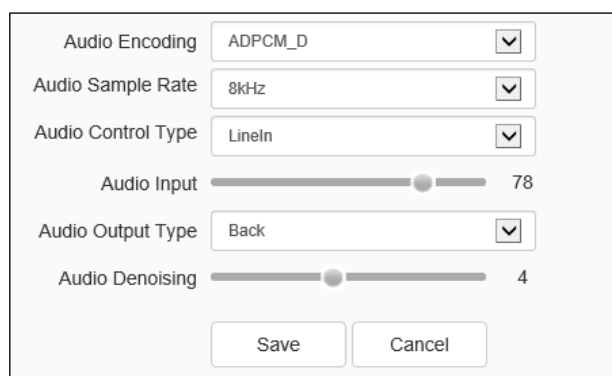 Audio Encoding ADPCM_D
Audio Sample Rate 8kHz
Audio Control Type LineIn
Audio Input 78
Audio Output Type Back
Audio Denoising 4
Save Cancel